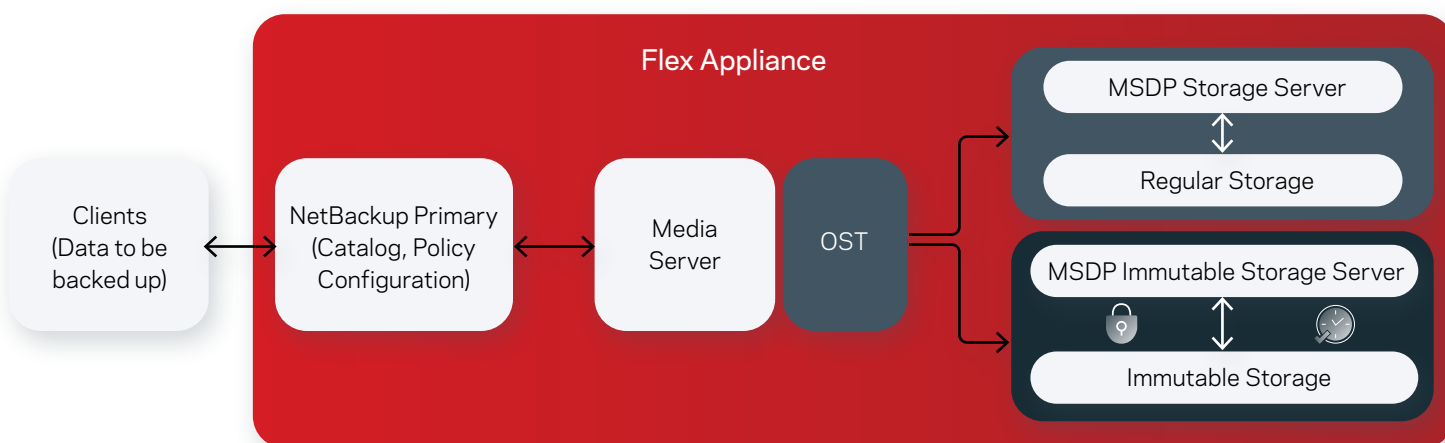 Flex Appliance
Clients
(Data to be
backed up)
NetBackup Primary
(Catalog, Policy
Configuration)
Media
Server
OST
MSDP Storage Server
Regular Storage
MSDP Immutable Storage Server
Immutable Storage